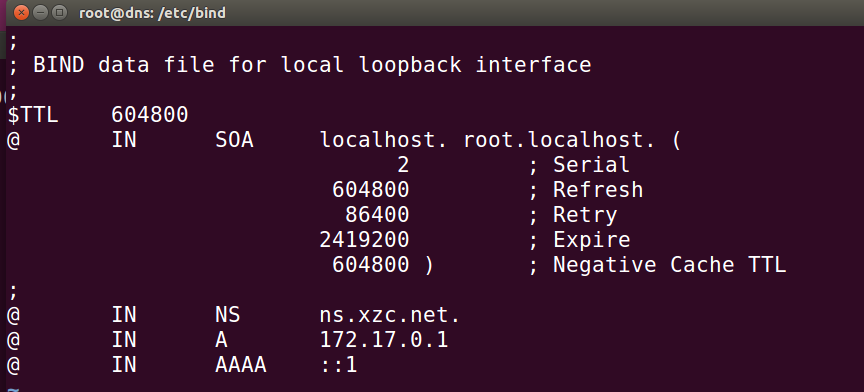 root@dns: /etc/bind
;
; BIND data file for local loopback interface
;
$TTL    604800
@       IN      SOA     localhost. root.localhost. (
                              2         ; Serial
                         604800         ; Refresh
                          86400         ; Retry
                        2419200         ; Expire
                         604800 )       ; Negative Cache TTL
;
@       IN      NS      ns.xzc.net.
@       IN      A       172.17.0.1
@       IN      AAAA    ::1
~